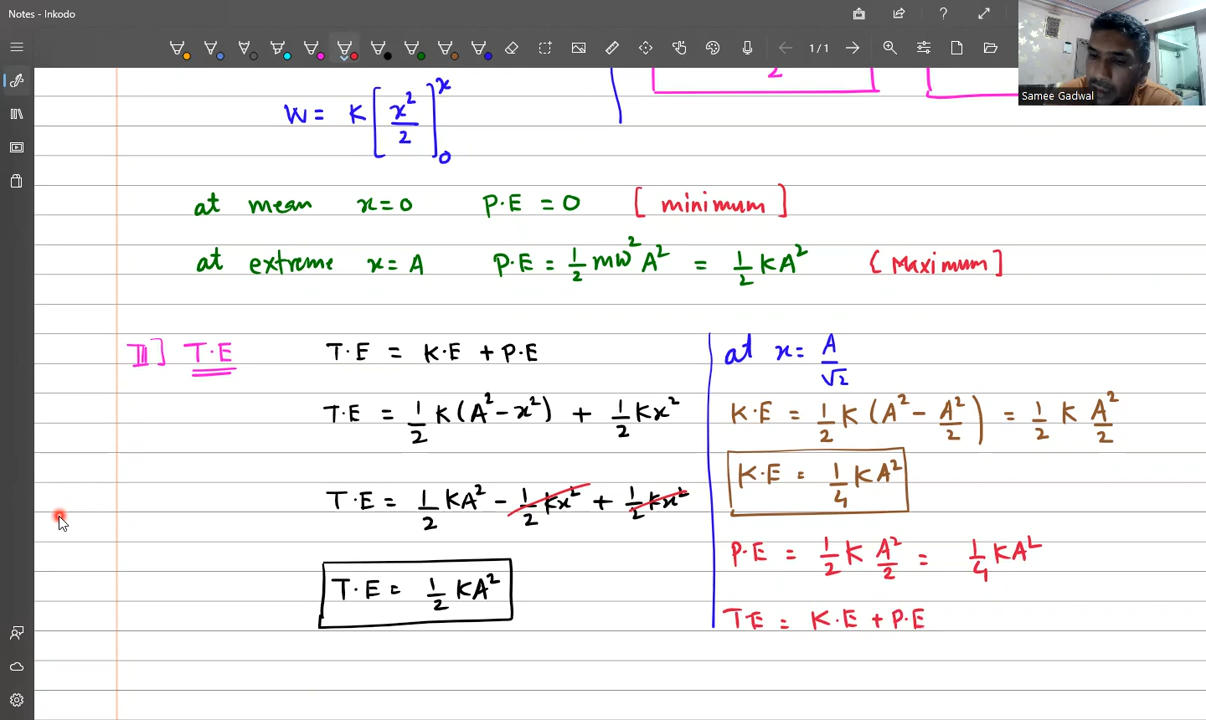 Notes - Inkodo
1/1
Samee Gadwal
2
W = K [x²/2]₀ˣ
at mean x=0 P.E = 0 [minimum]
at extreme x = A P.E = 1/2 mω²A² = 1/2 KA² [Maximum]
III] T.E
T.E = K.E + P.E
T.E = 1/2 K(A²-x²) + 1/2 Kx²
T.E = 1/2 KA² - 1/2 Kx² + 1/2 Kx²
T.E = 1/2 KA²
at x = A/√2
K.E = 1/2 K(A² - A²/2) = 1/2 K A²/2
K.E = 1/4 KA²
P.E = 1/2 K A²/2 = 1/4 KA²
TE = K.E + P.E